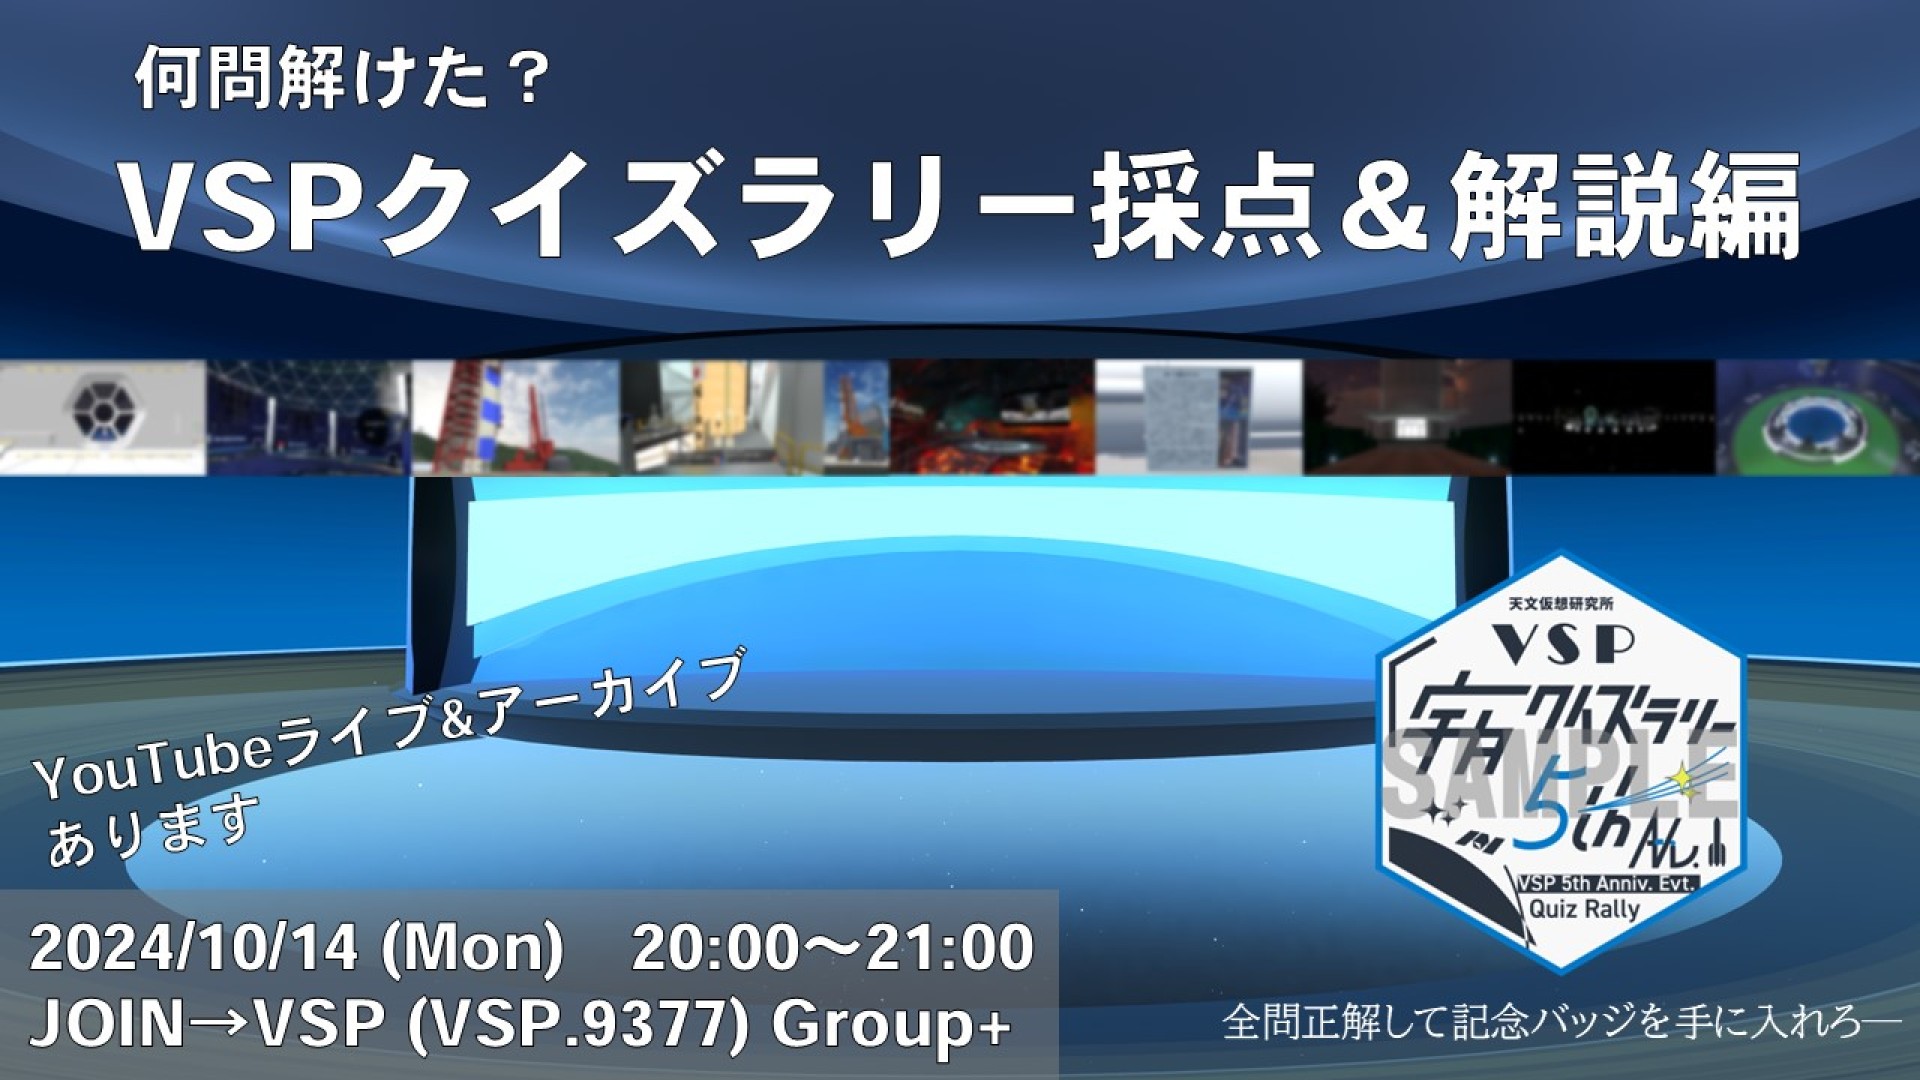 何問解けた？
VSPクイズラリー採点＆解説編
YouTubeライブ&アーカイブ
あります
2024/10/14 (Mon) 20:00～21:00
JOIN→VSP (VSP.9377) Group+
天文仮想研究所
VSP
宇宙クイズラリー
SAMPLE
5th
VSP 5th Anniv. Evt.
Quiz Rally
全問正解して記念バッジを手に入れろ―